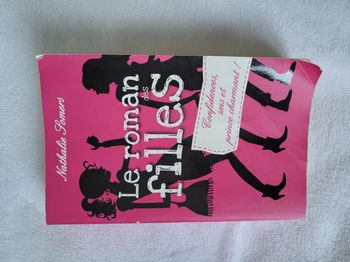 Nathalie Somers
Le roman
des
filles
Confidences,
sms et
prince charmant !